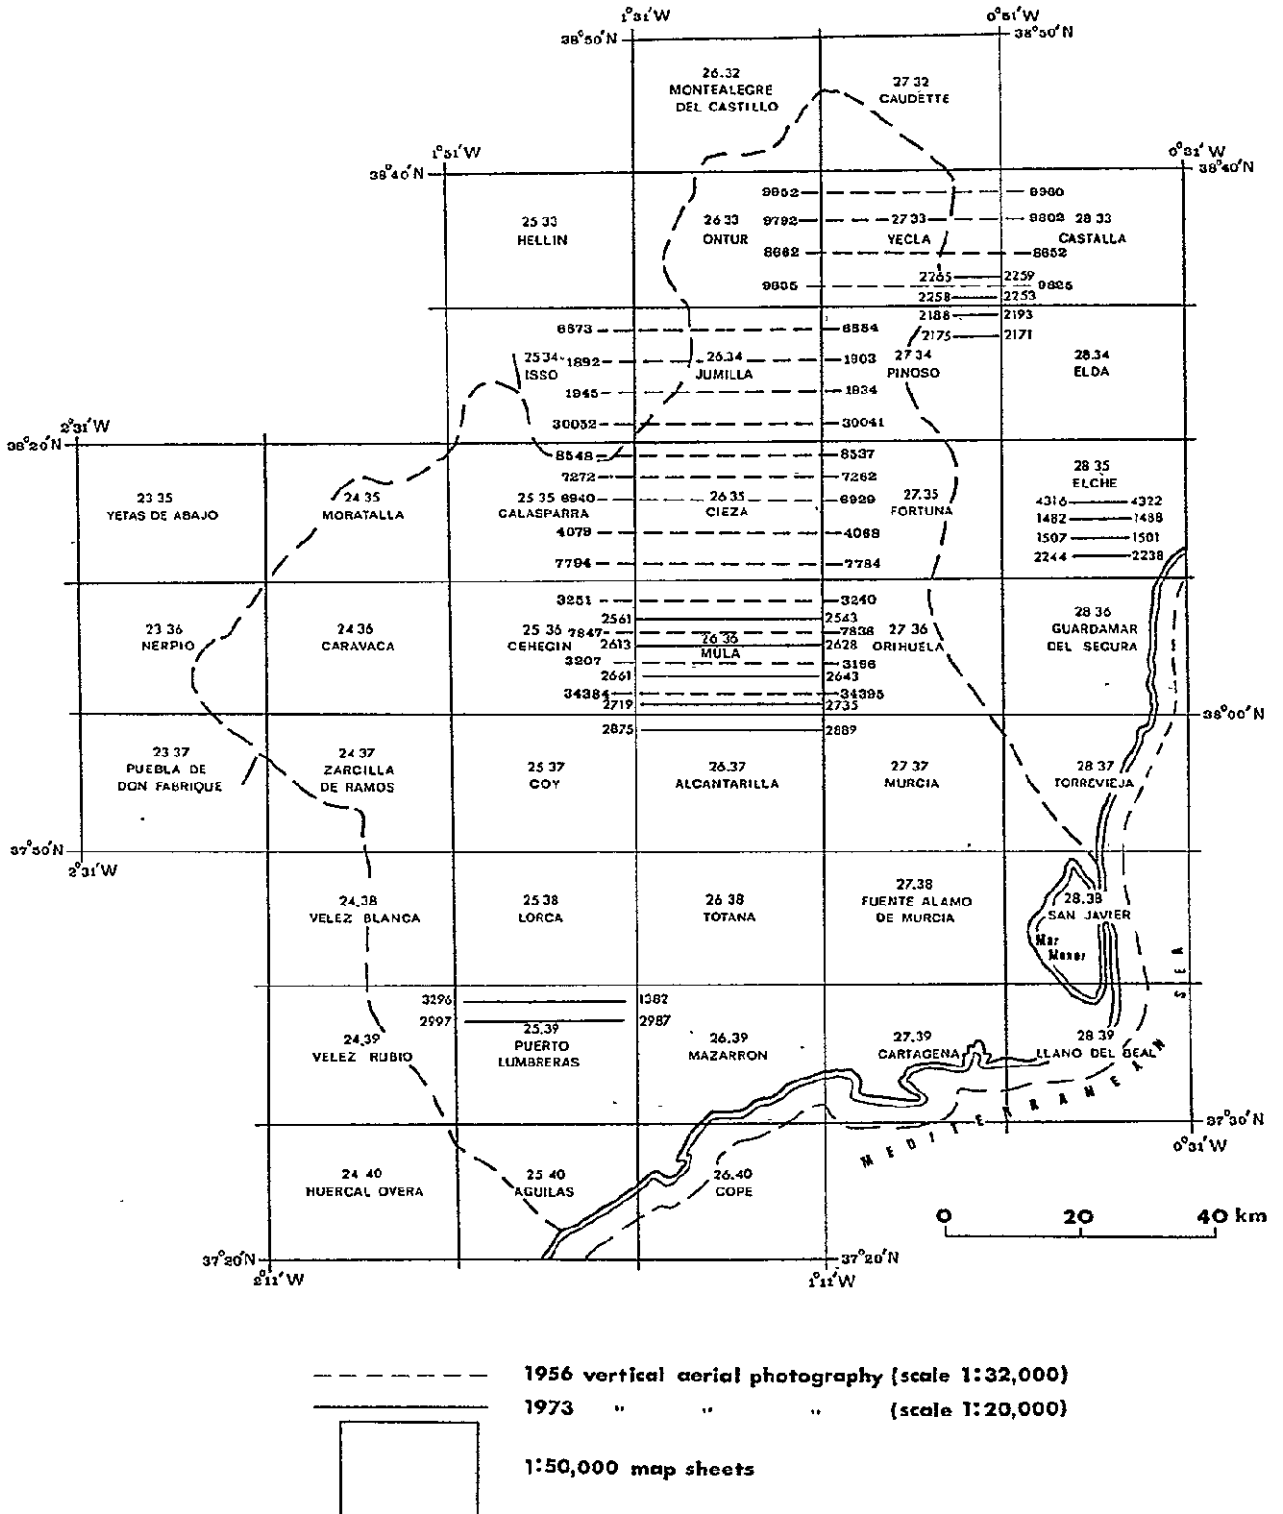 1°31'W
0°51'W
38°50'N
38°50'N
26.32
MONTEALEGRE
DEL CASTILLO
27 32
CAUDETTE
1°51'W
0°31'W
38°40'N
38°40'N
9852 8980
25 33
HELLIN
26 33
ONTUR
9792 9802
27 33
YECLA
28 33
CASTALLA
8662 8652
2265 2259
9835 9825
2258 2253
2188 2193
2175 2171
8873 8884
25 34
ISSO
1892 1903
26.34
JUMILLA
27 34
PINOSO
28.34
ELDA
1945 1934
30052 30041
2°31'W
38°20'N
8548 8537
7272 7262
23 35
YETAS DE ABAJO
24.35
MORATALLA
25 35
CALASPARRA
6940 6929
26 35
CIEZA
27.35
FORTUNA
28 35
ELCHE
4316 4322
1482 1488
1507 1501
2244 2238
4079 4068
7794 7784
3251 3240
2561 2543
23 36
NERPIO
24 36
CARAVACA
25 36
CEHEGIN
7847 7838
26 36
MULA
27 36
ORIHUELA
28 36
GUARDAMAR
DEL SEGURA
2613 2628
3207 3196
2661 2643
34384 34395
2719 2735
38°00'N
2875 2889
23 37
PUEBLA DE
DON FABRIQUE
24 37
ZARCILLA
DE RAMOS
25 37
COY
26.37
ALCANTARILLA
27 37
MURCIA
28 37
TORREVIEJA
37°50'N
2°31'W
24.38
VELEZ BLANCA
25 38
LORCA
26 38
TOTANA
27.38
FUENTE ALAMO
DE MURCIA
28.38
SAN JAVIER
Mar
Menor
3296 1382
2997 2987
24.39
VELEZ RUBIO
25.39
PUERTO
LUMBRERAS
26.39
MAZARRON
27.39
CARTAGENA
28 39
LLANO DEL BEAL
MEDITERRANEAN SEA
37°30'N
0°31'W
24 40
HUERCAL OVERA
25 40
AGUILAS
26.40
COPE
0 20 40 km
37°20'N
37°20'N
2°11'W
1°11'W
1956 vertical aerial photography (scale 1:32,000)
1973 " " " (scale 1:20,000)
1:50,000 map sheets